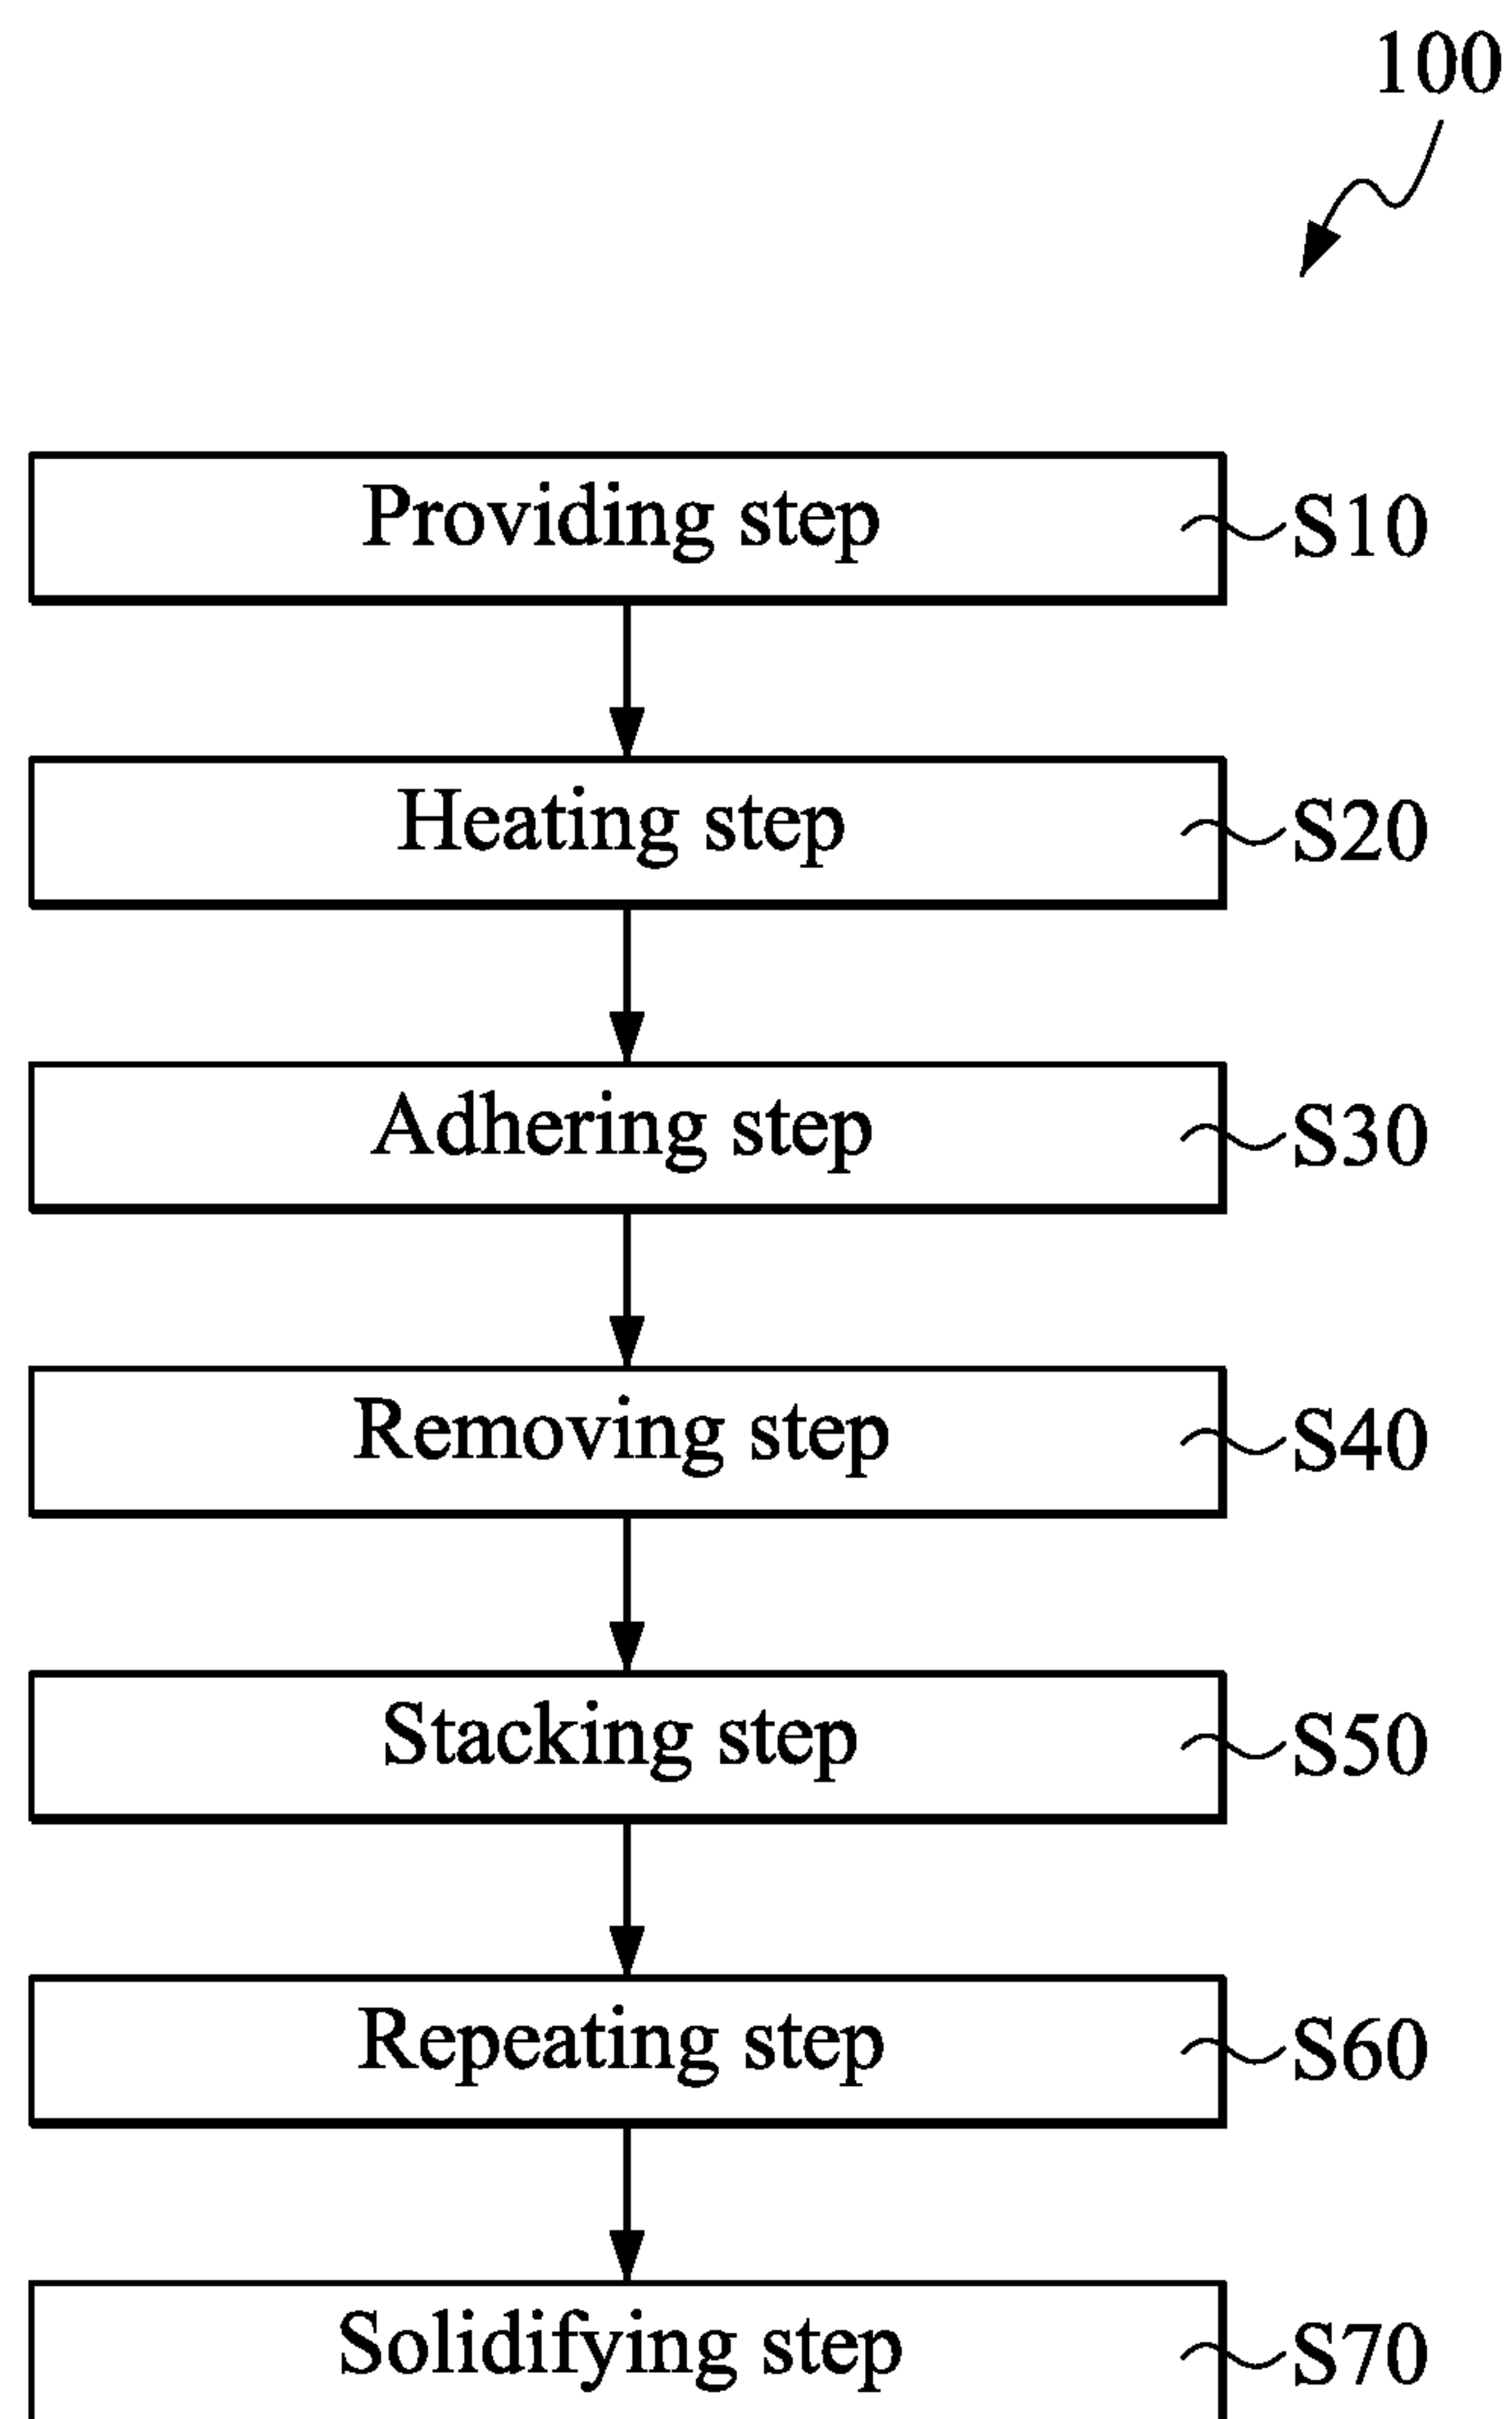 100
Providing step S10
Heating step S20
Adhering step S30
Removing step S40
Stacking step S50
Repeating step S60
Solidifying step S70